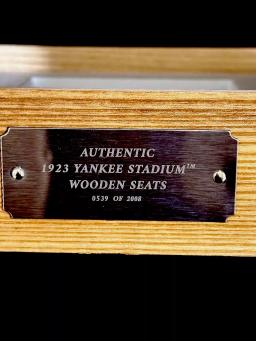 AUTHENTIC
1923 YANKEE STADIUM™
WOODEN SEATS
0539 OF 2008